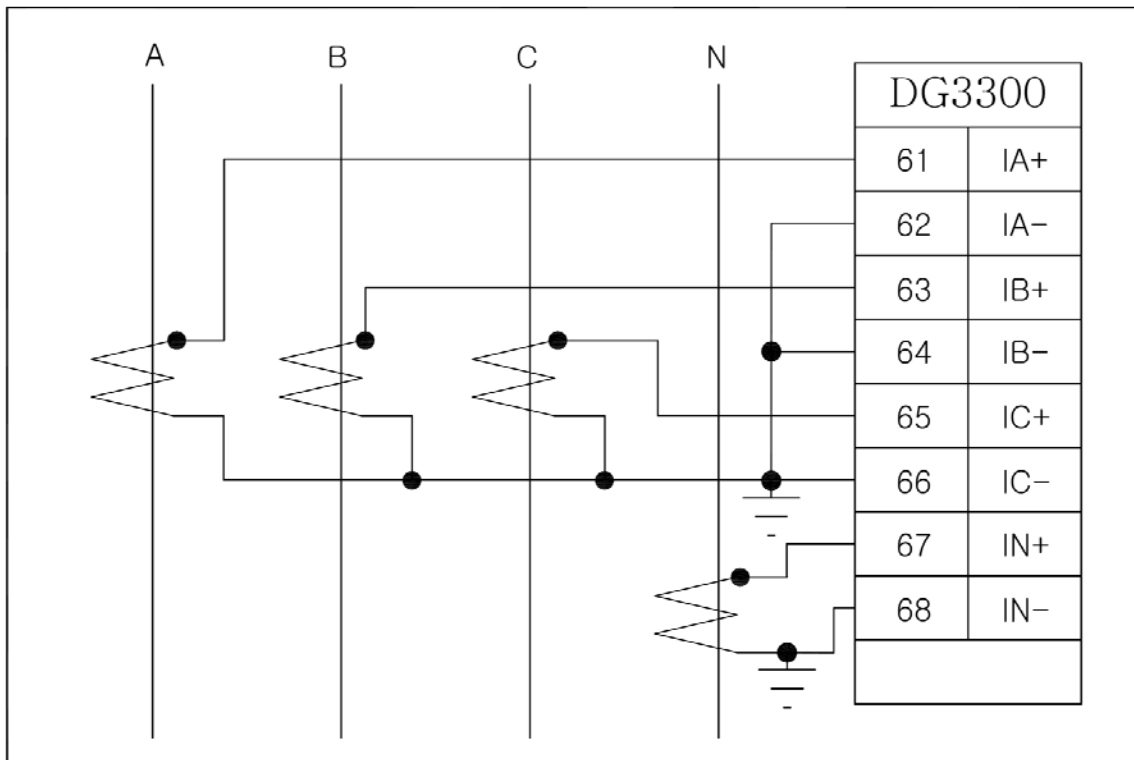 A B C N
DG3300
61 IA+
62 IA-
63 IB+
64 IB-
65 IC+
66 IC-
67 IN+
68 IN-